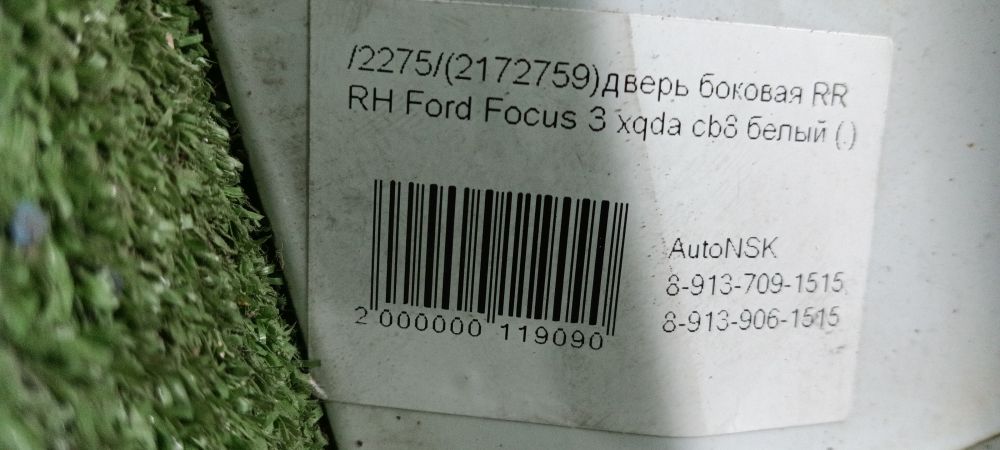 /2275/(2172759)дверь боковая RR
RH Ford Focus 3 xqda cb8 белый (.)
AutoNSK
8-913-709-1515
8-913-906-1515
2 000000 119090